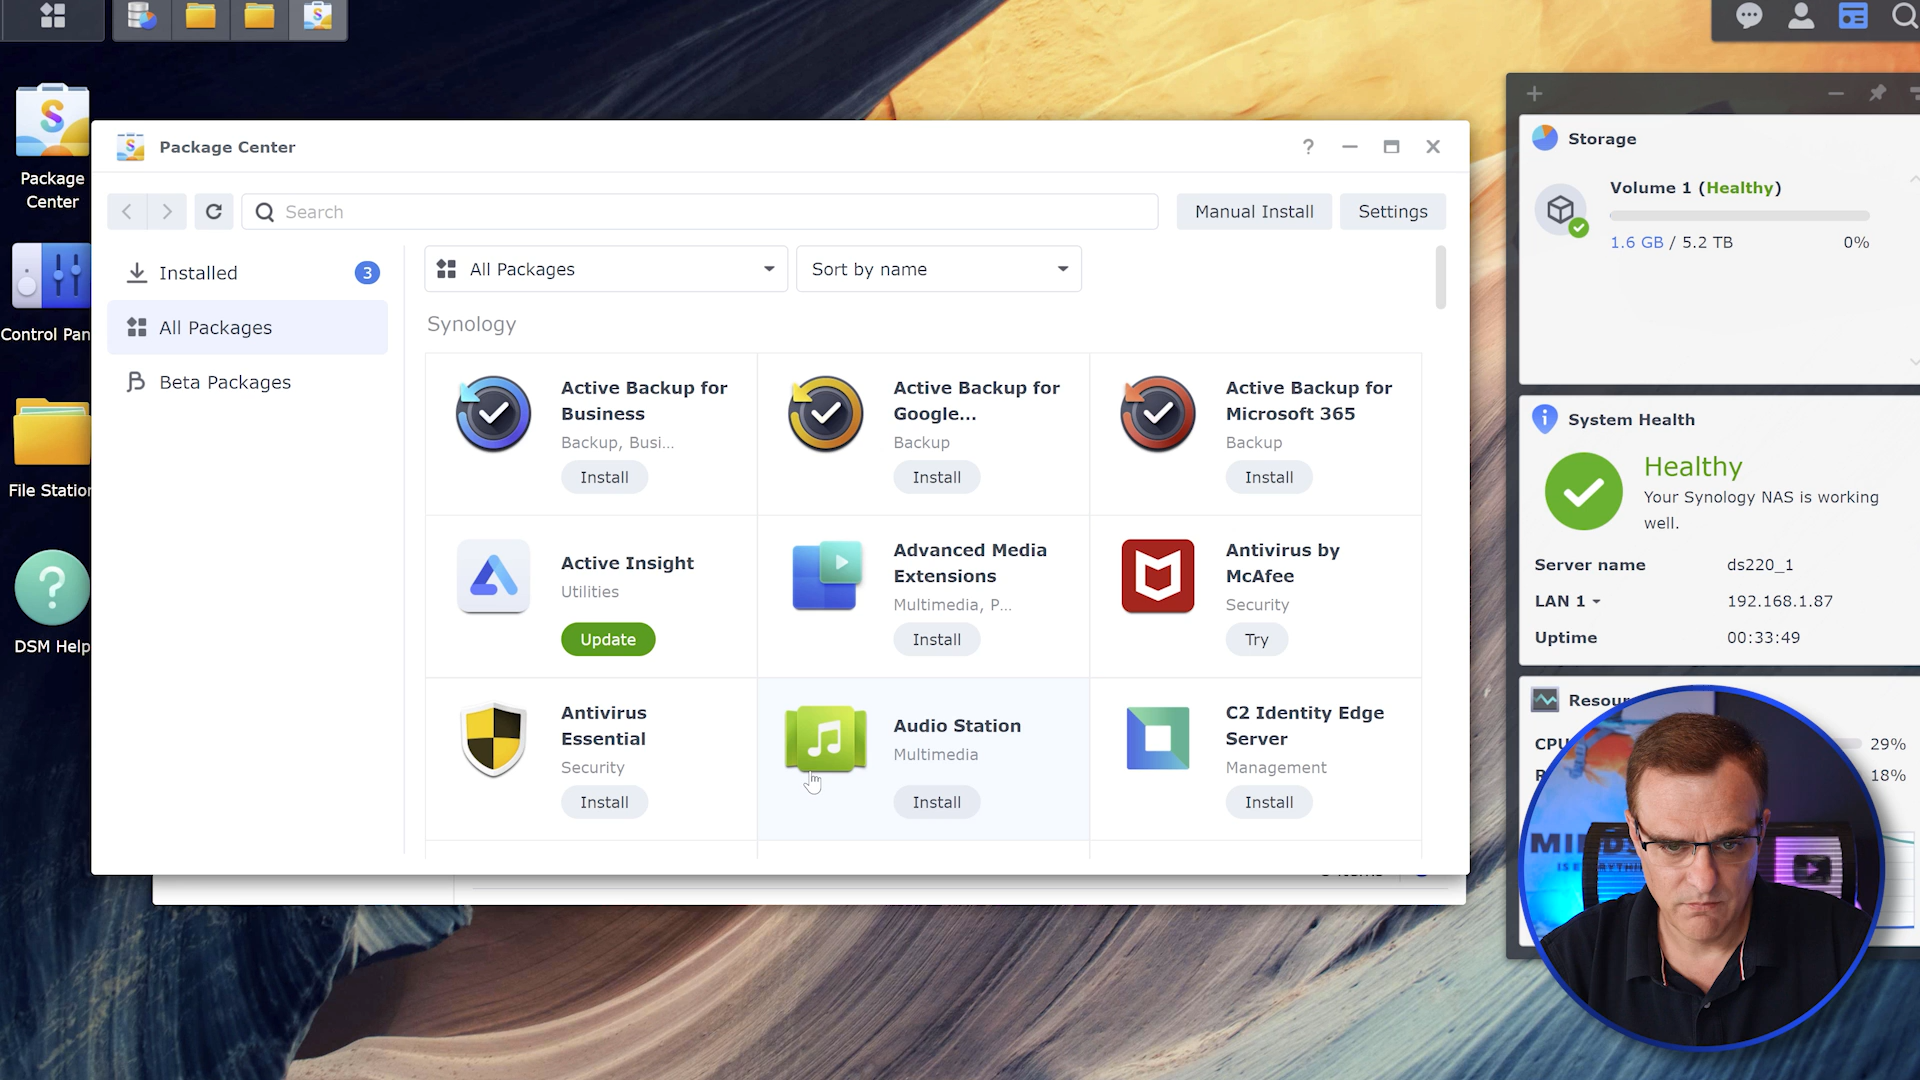 Package
Center
Control Pan
File Station
DSM Help
Package Center
Search
Manual Install
Settings
Installed
3
All Packages
Beta Packages
All Packages
Sort by name
Synology
Active Backup for
Business
Backup, Busi...
Install
Active Backup for
Google...
Backup
Install
Active Backup for
Microsoft 365
Backup
Install
Active Insight
Utilities
Update
Advanced Media
Extensions
Multimedia, P...
Install
Antivirus by
McAfee
Security
Try
Antivirus
Essential
Security
Install
Audio Station
Multimedia
Install
C2 Identity Edge
Server
Management
Install
Storage
Volume 1 (Healthy)
1.6 GB / 5.2 TB 0%
System Health
Healthy
Your Synology NAS is working
well.
Server name ds220_1
LAN 1 192.168.1.87
Uptime 00:33:49
Resour
CPU 29%
R 18%